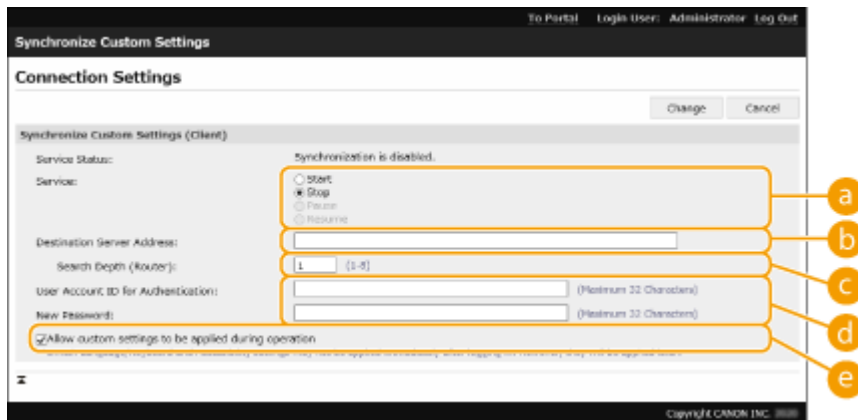 To Portal Login User: Administrator Log Out
Synchronize Custom Settings
Connection Settings
Change Cancel
Synchronize Custom Settings (Client)
Service Status: Synchronization is disabled.
Service: Start
Stop
Pause
Resume
a
Destination Server Address:
b
Search Depth (Router): 1 (1-8)
c
User Account ID for Authentication: (Maximum 32 Characters)
New Password: (Maximum 32 Characters)
d
Allow custom settings to be applied during operation
e
Copyright CANON INC.